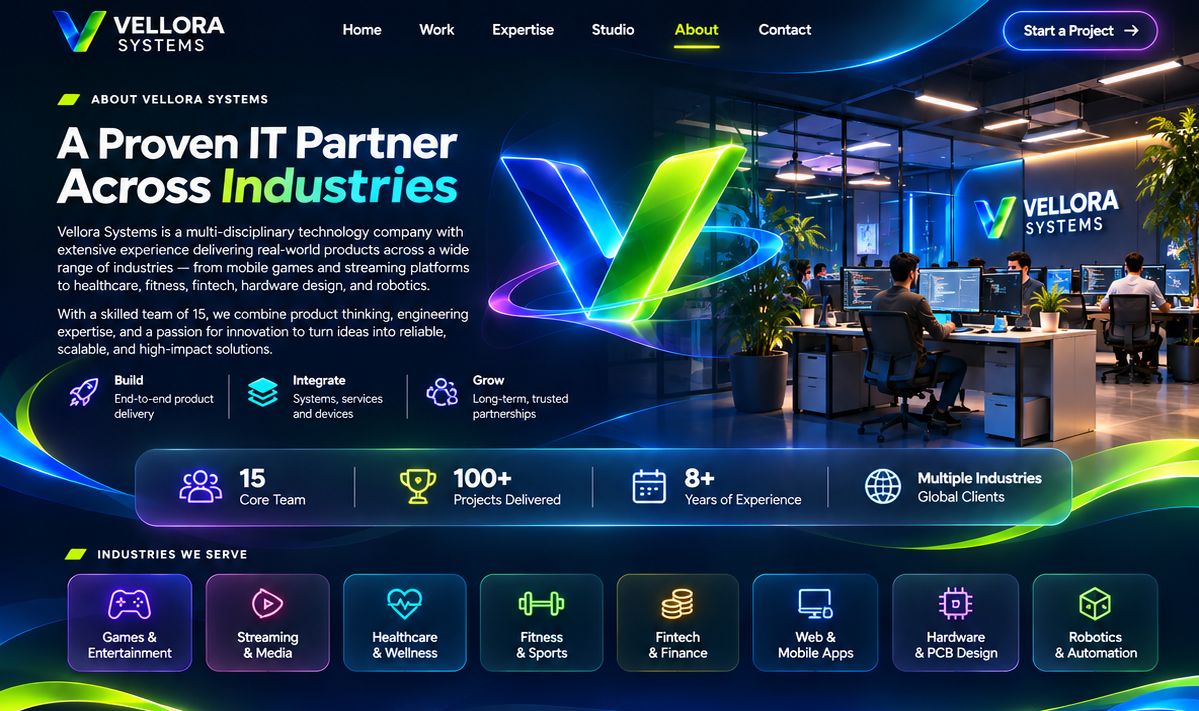 VELLORA
SYSTEMS
Home
Work
Expertise
Studio
About
Contact
Start a Project →
ABOUT VELLORA SYSTEMS
A Proven IT Partner
Across Industries
Vellora Systems is a multi-disciplinary technology company with
extensive experience delivering real-world products across a wide
range of industries — from mobile games and streaming platforms
to healthcare, fitness, fintech, hardware design, and robotics.
With a skilled team of 15, we combine product thinking, engineering
expertise, and a passion for innovation to turn ideas into reliable,
scalable, and high-impact solutions.
Build
End-to-end product
delivery
Integrate
Systems, services
and devices
Grow
Long-term, trusted
partnerships
VELLORA
SYSTEMS
15
Core Team
100+
Projects Delivered
8+
Years of Experience
Multiple Industries
Global Clients
INDUSTRIES WE SERVE
Games &
Entertainment
Streaming
& Media
Healthcare
& Wellness
Fitness
& Sports
Fintech
& Finance
Web &
Mobile Apps
Hardware
& PCB Design
Robotics
& Automation